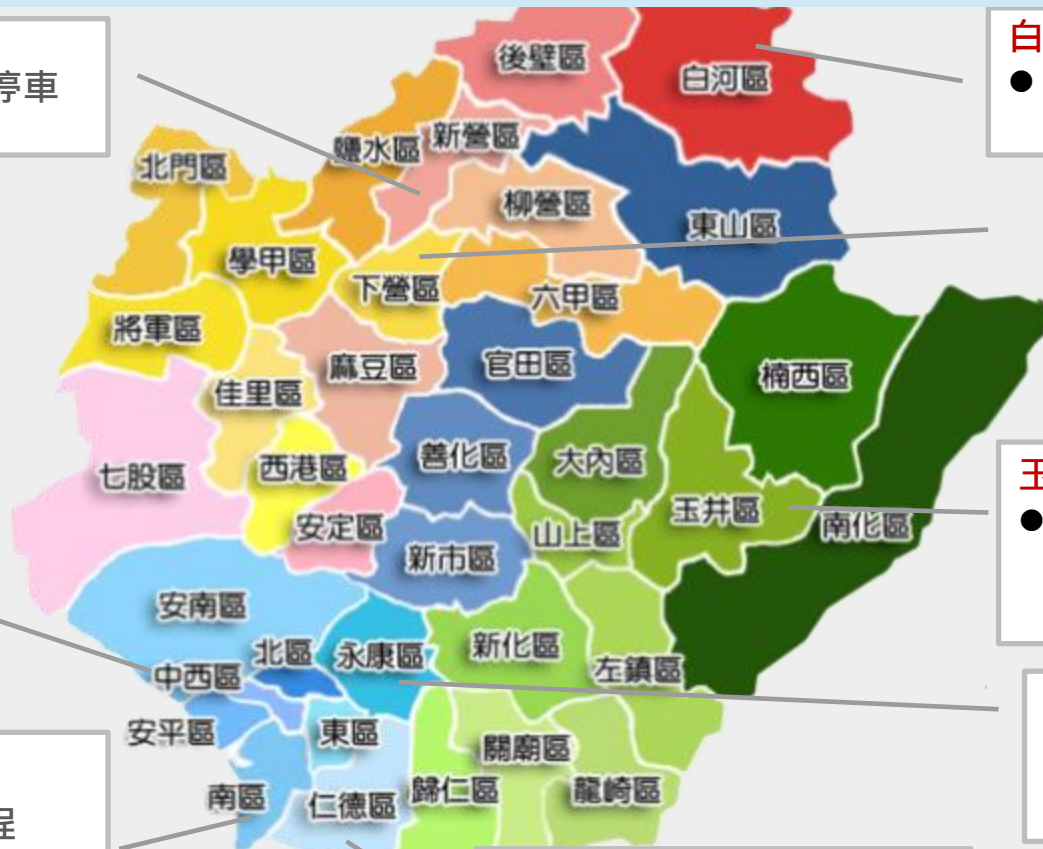 停車
白
●
後壁區
白河區
鹽水區
新營區
北門區
柳營區
東山區
學甲區
下營區
六甲區
將軍區
麻豆區
官田區
楠西區
佳里區
七股區
西港區
善化區
大內區
玉
●
安定區
山上區
玉井區
南化區
新市區
安南區
北區
永康區
新化區
左鎮區
中西區
安平區
東區
關廟區
南區
仁德區
歸仁區
龍崎區
程